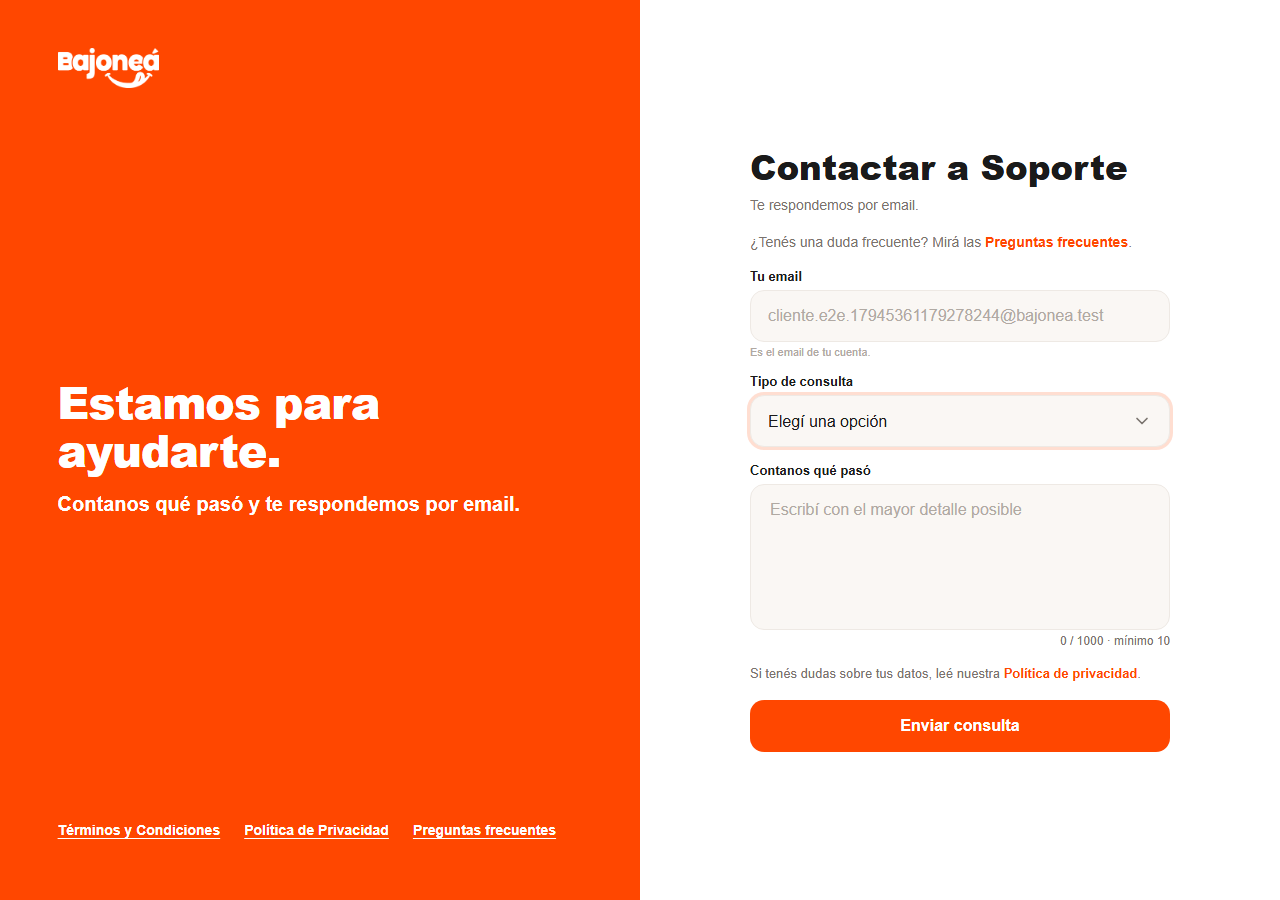 Bajoneá
Estamos para
ayudarte.
Contanos qué pasó y te respondemos por email.
Términos y Condiciones
Política de Privacidad
Preguntas frecuentes
Contactar a Soporte
Te respondemos por email.
¿Tenés una duda frecuente? Mirá las Preguntas frecuentes.
Tu email
cliente.e2e.17945361179278244@bajonea.test
Es el email de tu cuenta.
Tipo de consulta
Elegí una opción
Contanos qué pasó
Escribí con el mayor detalle posible
0 / 1000 · mínimo 10
Si tenés dudas sobre tus datos, leé nuestra Política de privacidad.
Enviar consulta